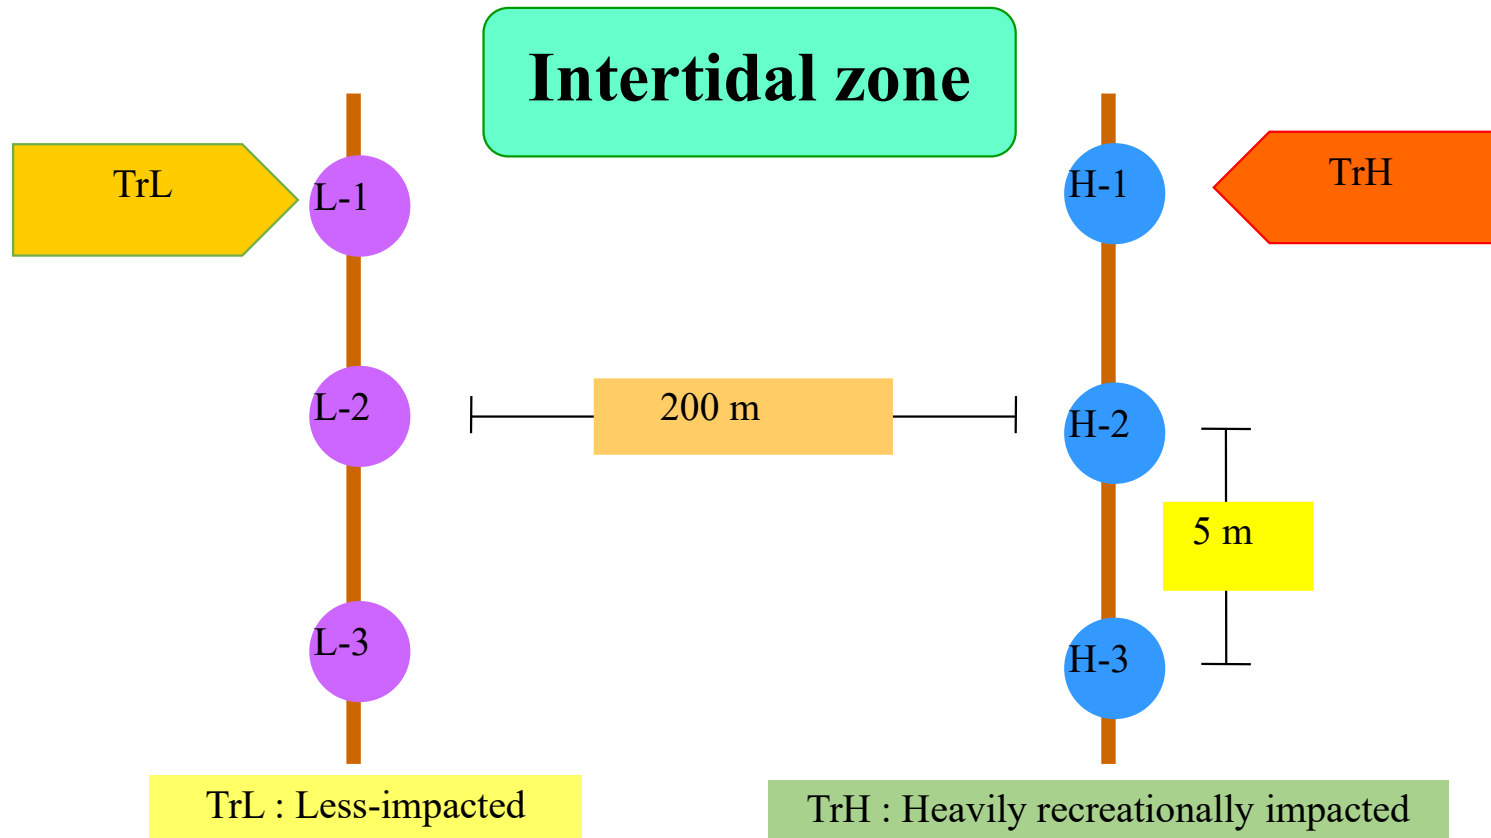 Intertidal zone
TrL
L-1
H-1
TrH
L-2
200 m
H-2
5 m
L-3
H-3
TrL : Less-impacted
TrH : Heavily recreationally impacted